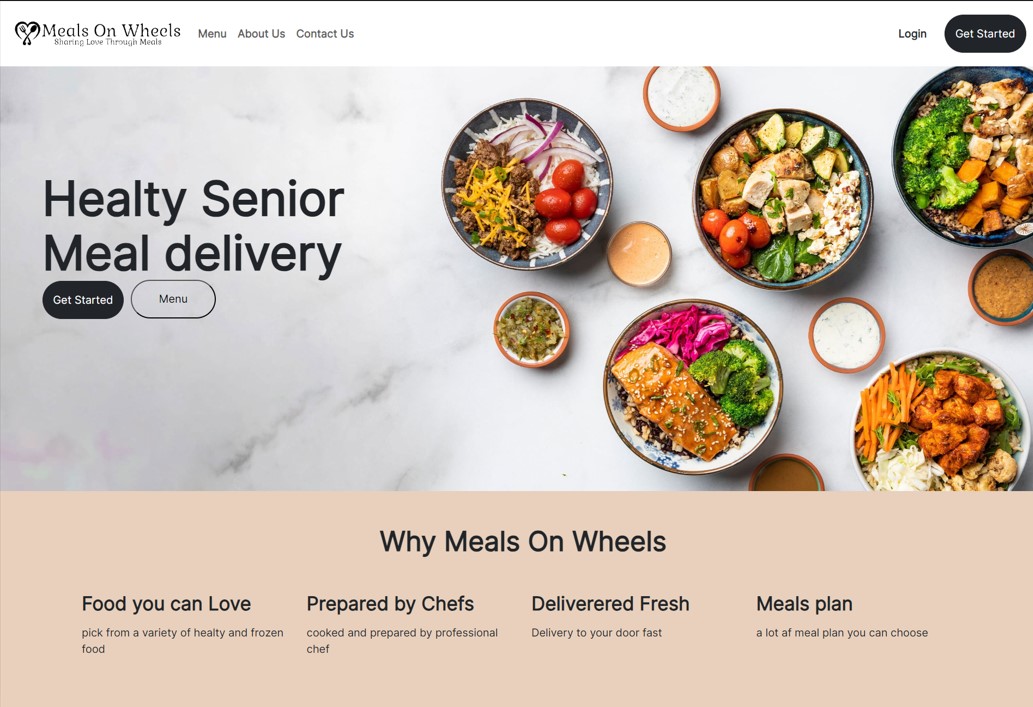 Meals On Wheels
Sharing Love Through Meals
Menu About Us Contact Us
Login
Get Started
Healty Senior
Meal delivery
Get Started
Menu
Why Meals On Wheels
Food you can Love
pick from a variety of healty and frozen
food
Prepared by Chefs
cooked and prepared by professional
chef
Deliverered Fresh
Delivery to your door fast
Meals plan
a lot af meal plan you can choose